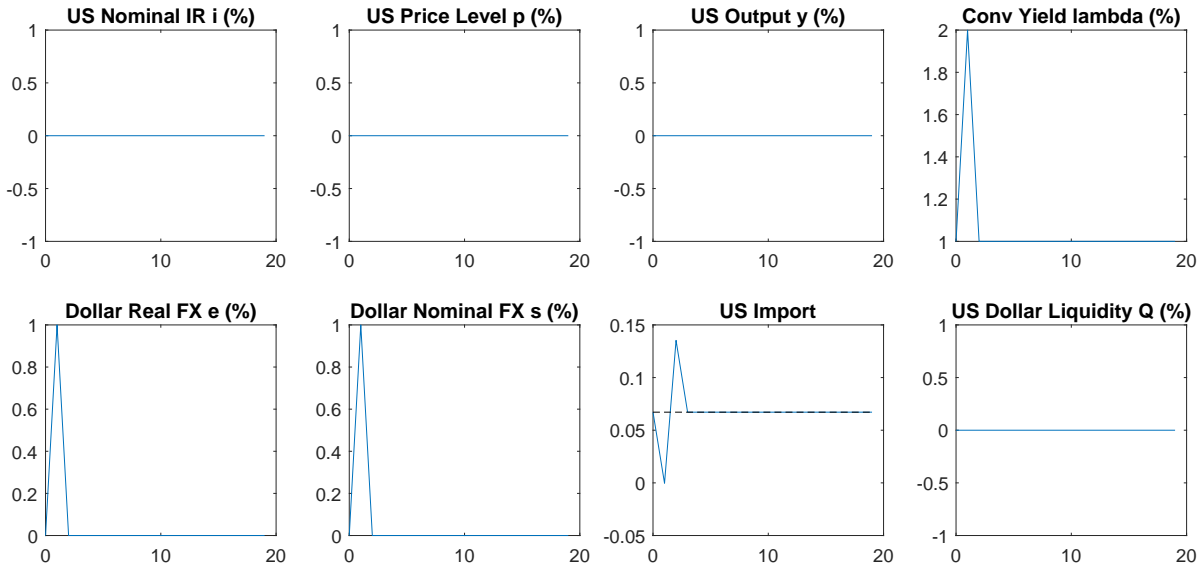 US Nominal IR i (%)
1
0.5
0
-0.5
-1
0 10 20
US Price Level p (%)
1
0.5
0
-0.5
-1
0 10 20
US Output y (%)
1
0.5
0
-0.5
-1
0 10 20
Conv Yield lambda (%)
2
1.8
1.6
1.4
1.2
1
0 10 20
Dollar Real FX e (%)
1
0.8
0.6
0.4
0.2
0
0 10 20
Dollar Nominal FX s (%)
1
0.8
0.6
0.4
0.2
0
0 10 20
US Import
0.15
0.1
0.05
0
-0.05
0 10 20
US Dollar Liquidity Q (%)
1
0.5
0
-0.5
-1
0 10 20